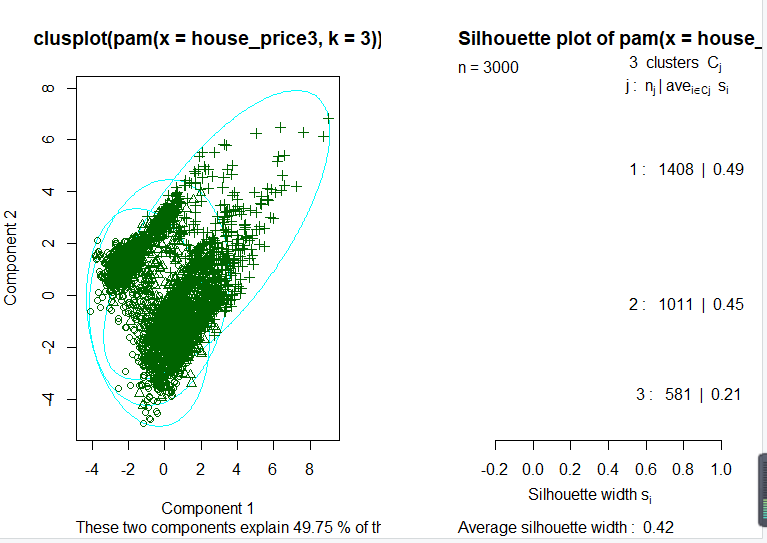 clusplot(pam(x = house_price3, k = 3))
Component 2
8
6
4
2
0
-2
-4
-4 -2 0 2 4 6 8
Component 1
These two components explain 49.75 % of th
Silhouette plot of pam(x = house_
n = 3000
3 clusters Cj
j : nj | avei∈Cj si
1 : 1408 | 0.49
2 : 1011 | 0.45
3 : 581 | 0.21
-0.2 0.0 0.2 0.4 0.6 0.8 1.0
Silhouette width si
Average silhouette width : 0.42